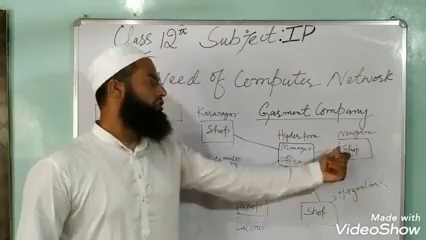 Class 12th Subject: IP
Need of Computer Network
Garment Company
Karanagar
Shop
Hyderpora
Manager
Office
Shop
Shop
Made with
VideoShow